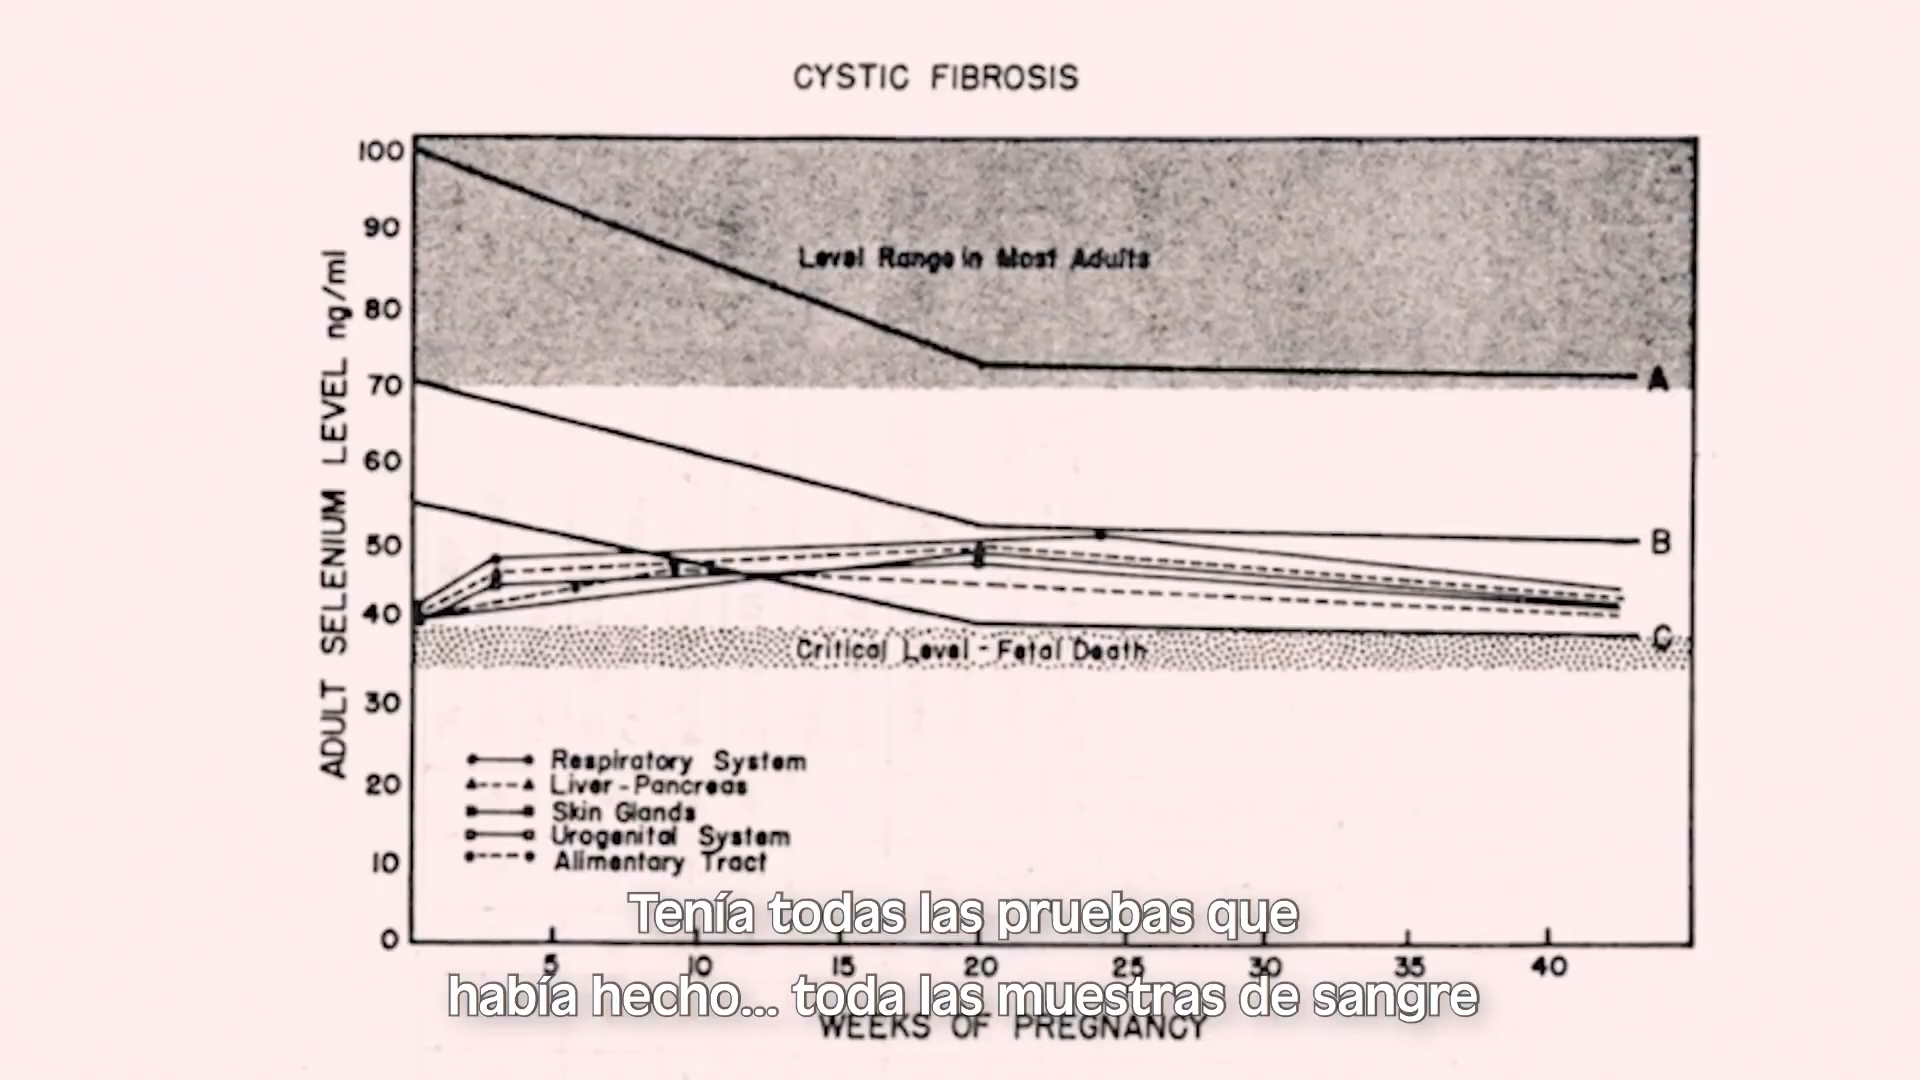 CYSTIC FIBROSIS
100
90
80
70
60
50
40
30
20
10
0
ADULT SELENIUM LEVEL ng/ml
Level Range in Most Adults
A
B
C
Critical Level - Fetal Death
Respiratory System
Liver - Pancreas
Skin Glands
Urogenital System
Alimentary Tract
5 10 15 20 25 30 35 40
WEEKS OF PREGNANCY
Tenía todas las pruebas que
había hecho... toda las muestras de sangre